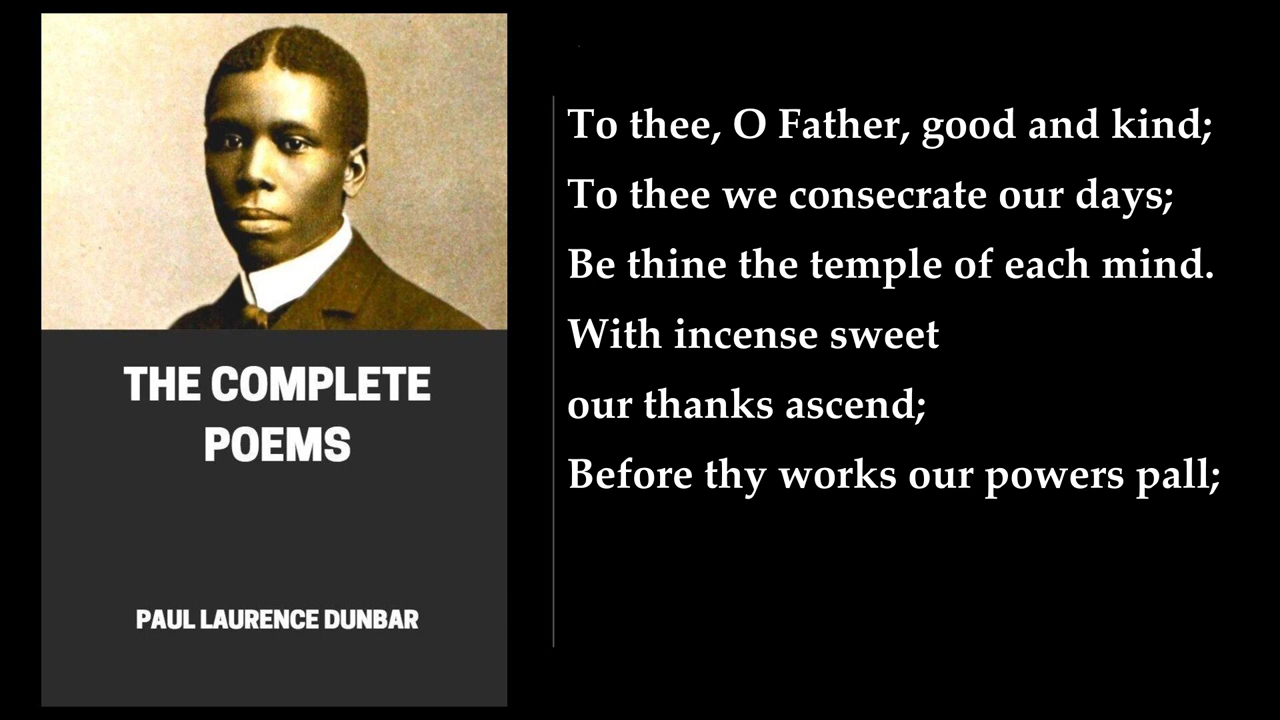 THE COMPLETE
POEMS
PAUL LAURENCE DUNBAR
To thee, O Father, good and kind;
To thee we consecrate our days;
Be thine the temple of each mind.
With incense sweet
our thanks ascend;
Before thy works our powers pall;